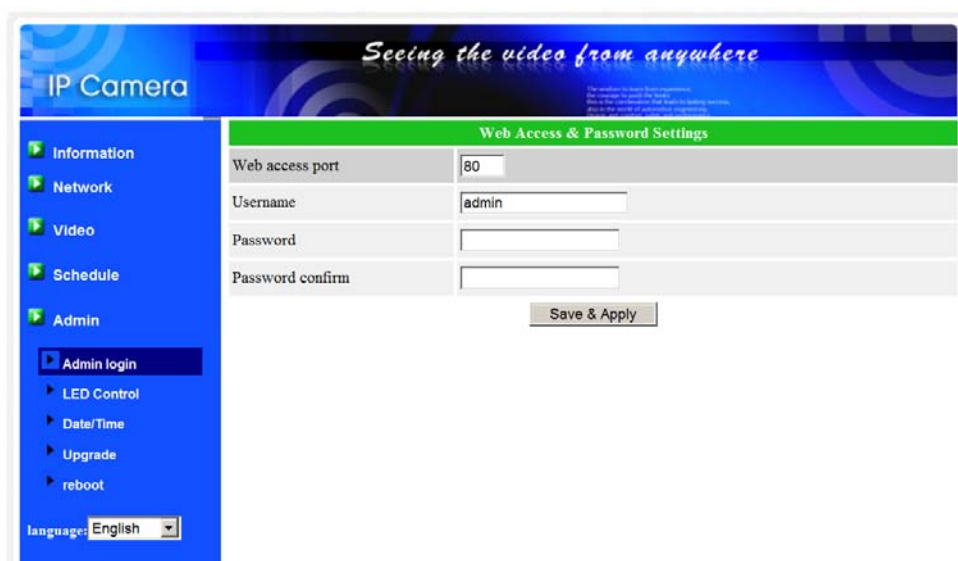 Seeing the video from anywhere
IP Camera
Web Access & Password Settings
Information
Network
Video
Schedule
Admin
Admin login
LED Control
Date/Time
Upgrade
reboot
language: English
Web access port 80
Username admin
Password
Password confirm
Save & Apply